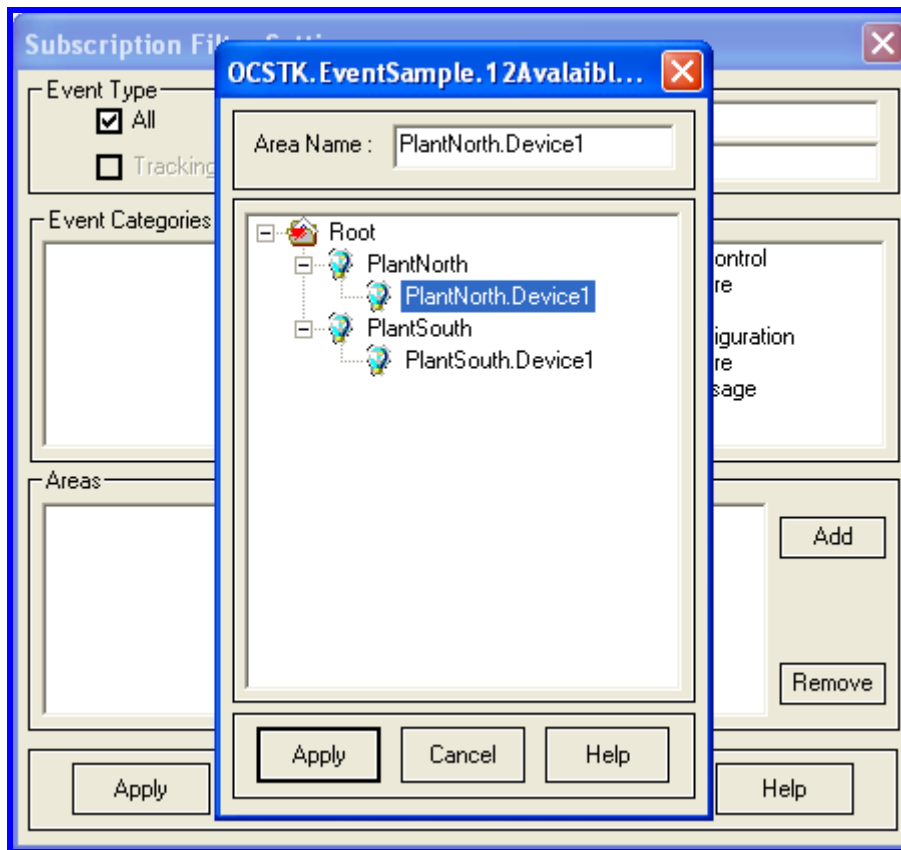 Subscription Fil
OCSTK.EventSample.12Avalaibl...
Event Type
All
Tracking
Area Name :
PlantNorth.Device1
Event Categories
Root
PlantNorth
PlantNorth.Device1
PlantSouth
PlantSouth.Device1
ontrol
re
iguration
re
sage
Areas
Add
Remove
Apply
Cancel
Help
Apply
Help